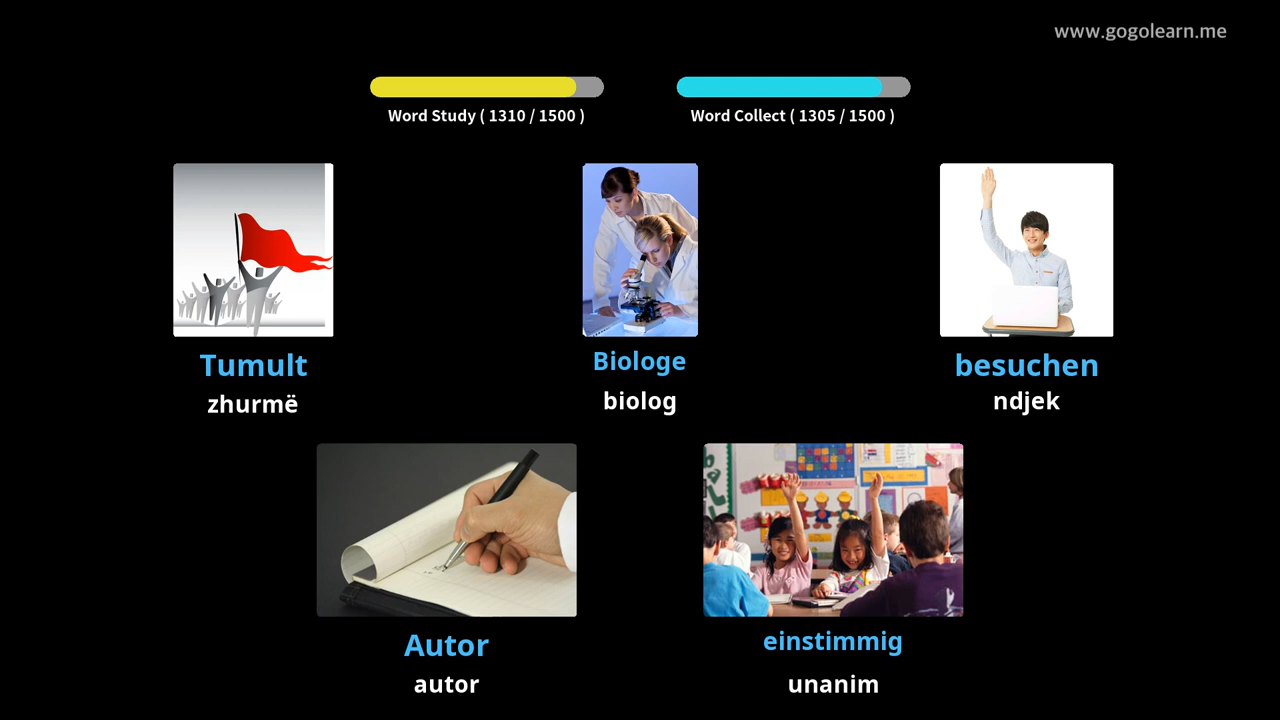 www.gogolearn.me
Word Study ( 1310 / 1500 )
Word Collect ( 1305 / 1500 )
Tumult
zhurmë
Biologe
biolog
besuchen
ndjek
Autor
autor
einstimmig
unanim